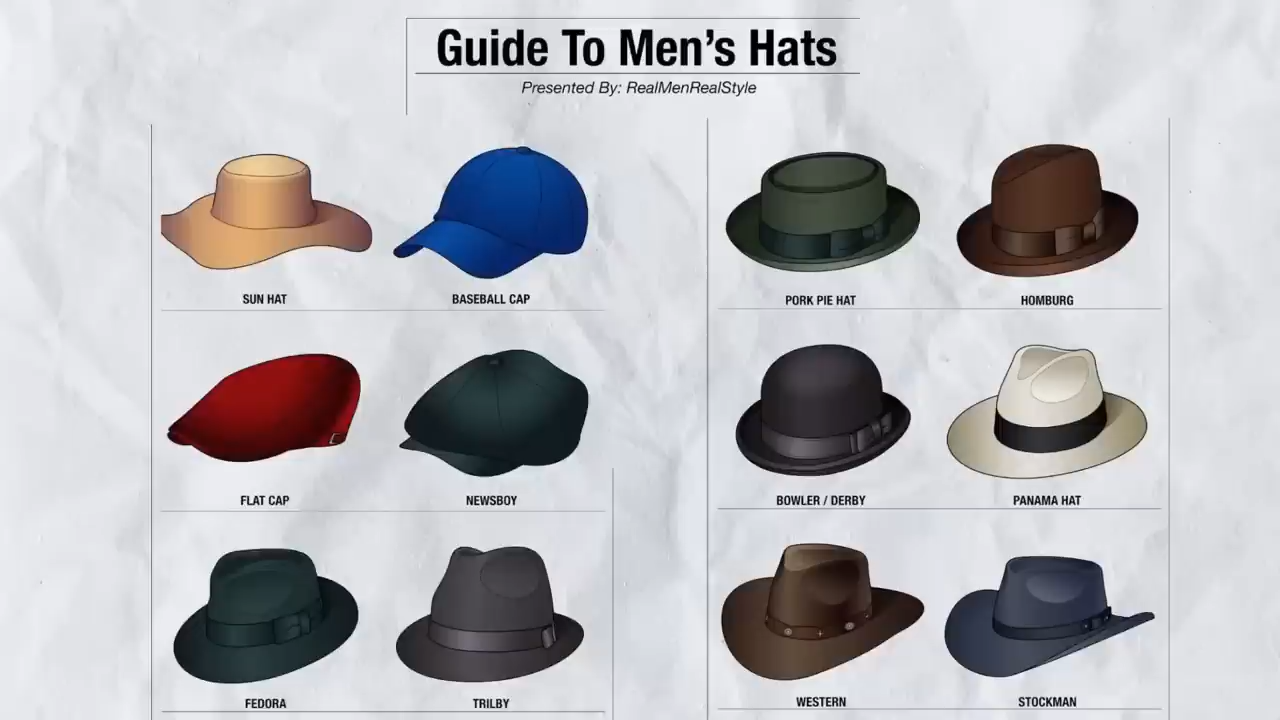 Guide To Men's Hats
Presented By: RealMenRealStyle
SUN HAT
BASEBALL CAP
PORK PIE HAT
HOMBURG
FLAT CAP
NEWSBOY
BOWLER / DERBY
PANAMA HAT
FEDORA
TRILBY
WESTERN
STOCKMAN